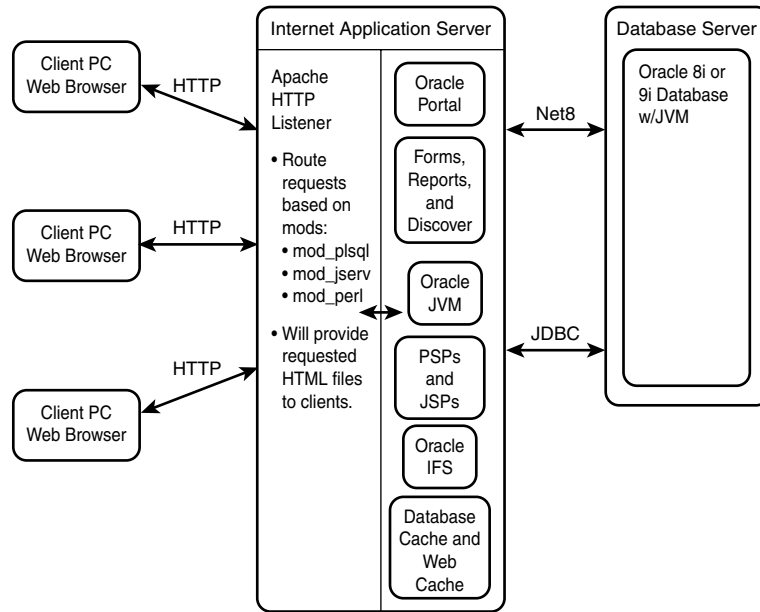 Client PC
Web Browser
HTTP
Client PC
Web Browser
HTTP
Client PC
Web Browser
HTTP
Internet Application Server
Apache
HTTP
Listener
• Route
requests
based on
mods:
• mod_plsql
• mod_jserv
• mod_perl
• Will provide
requested
HTML files
to clients.
Oracle
Portal
Forms,
Reports,
and
Discover
Oracle
JVM
PSPs
and
JSPs
Oracle
IFS
Database
Cache and
Web
Cache
Net8
JDBC
Database Server
Oracle 8i or
9i Database
w/JVM